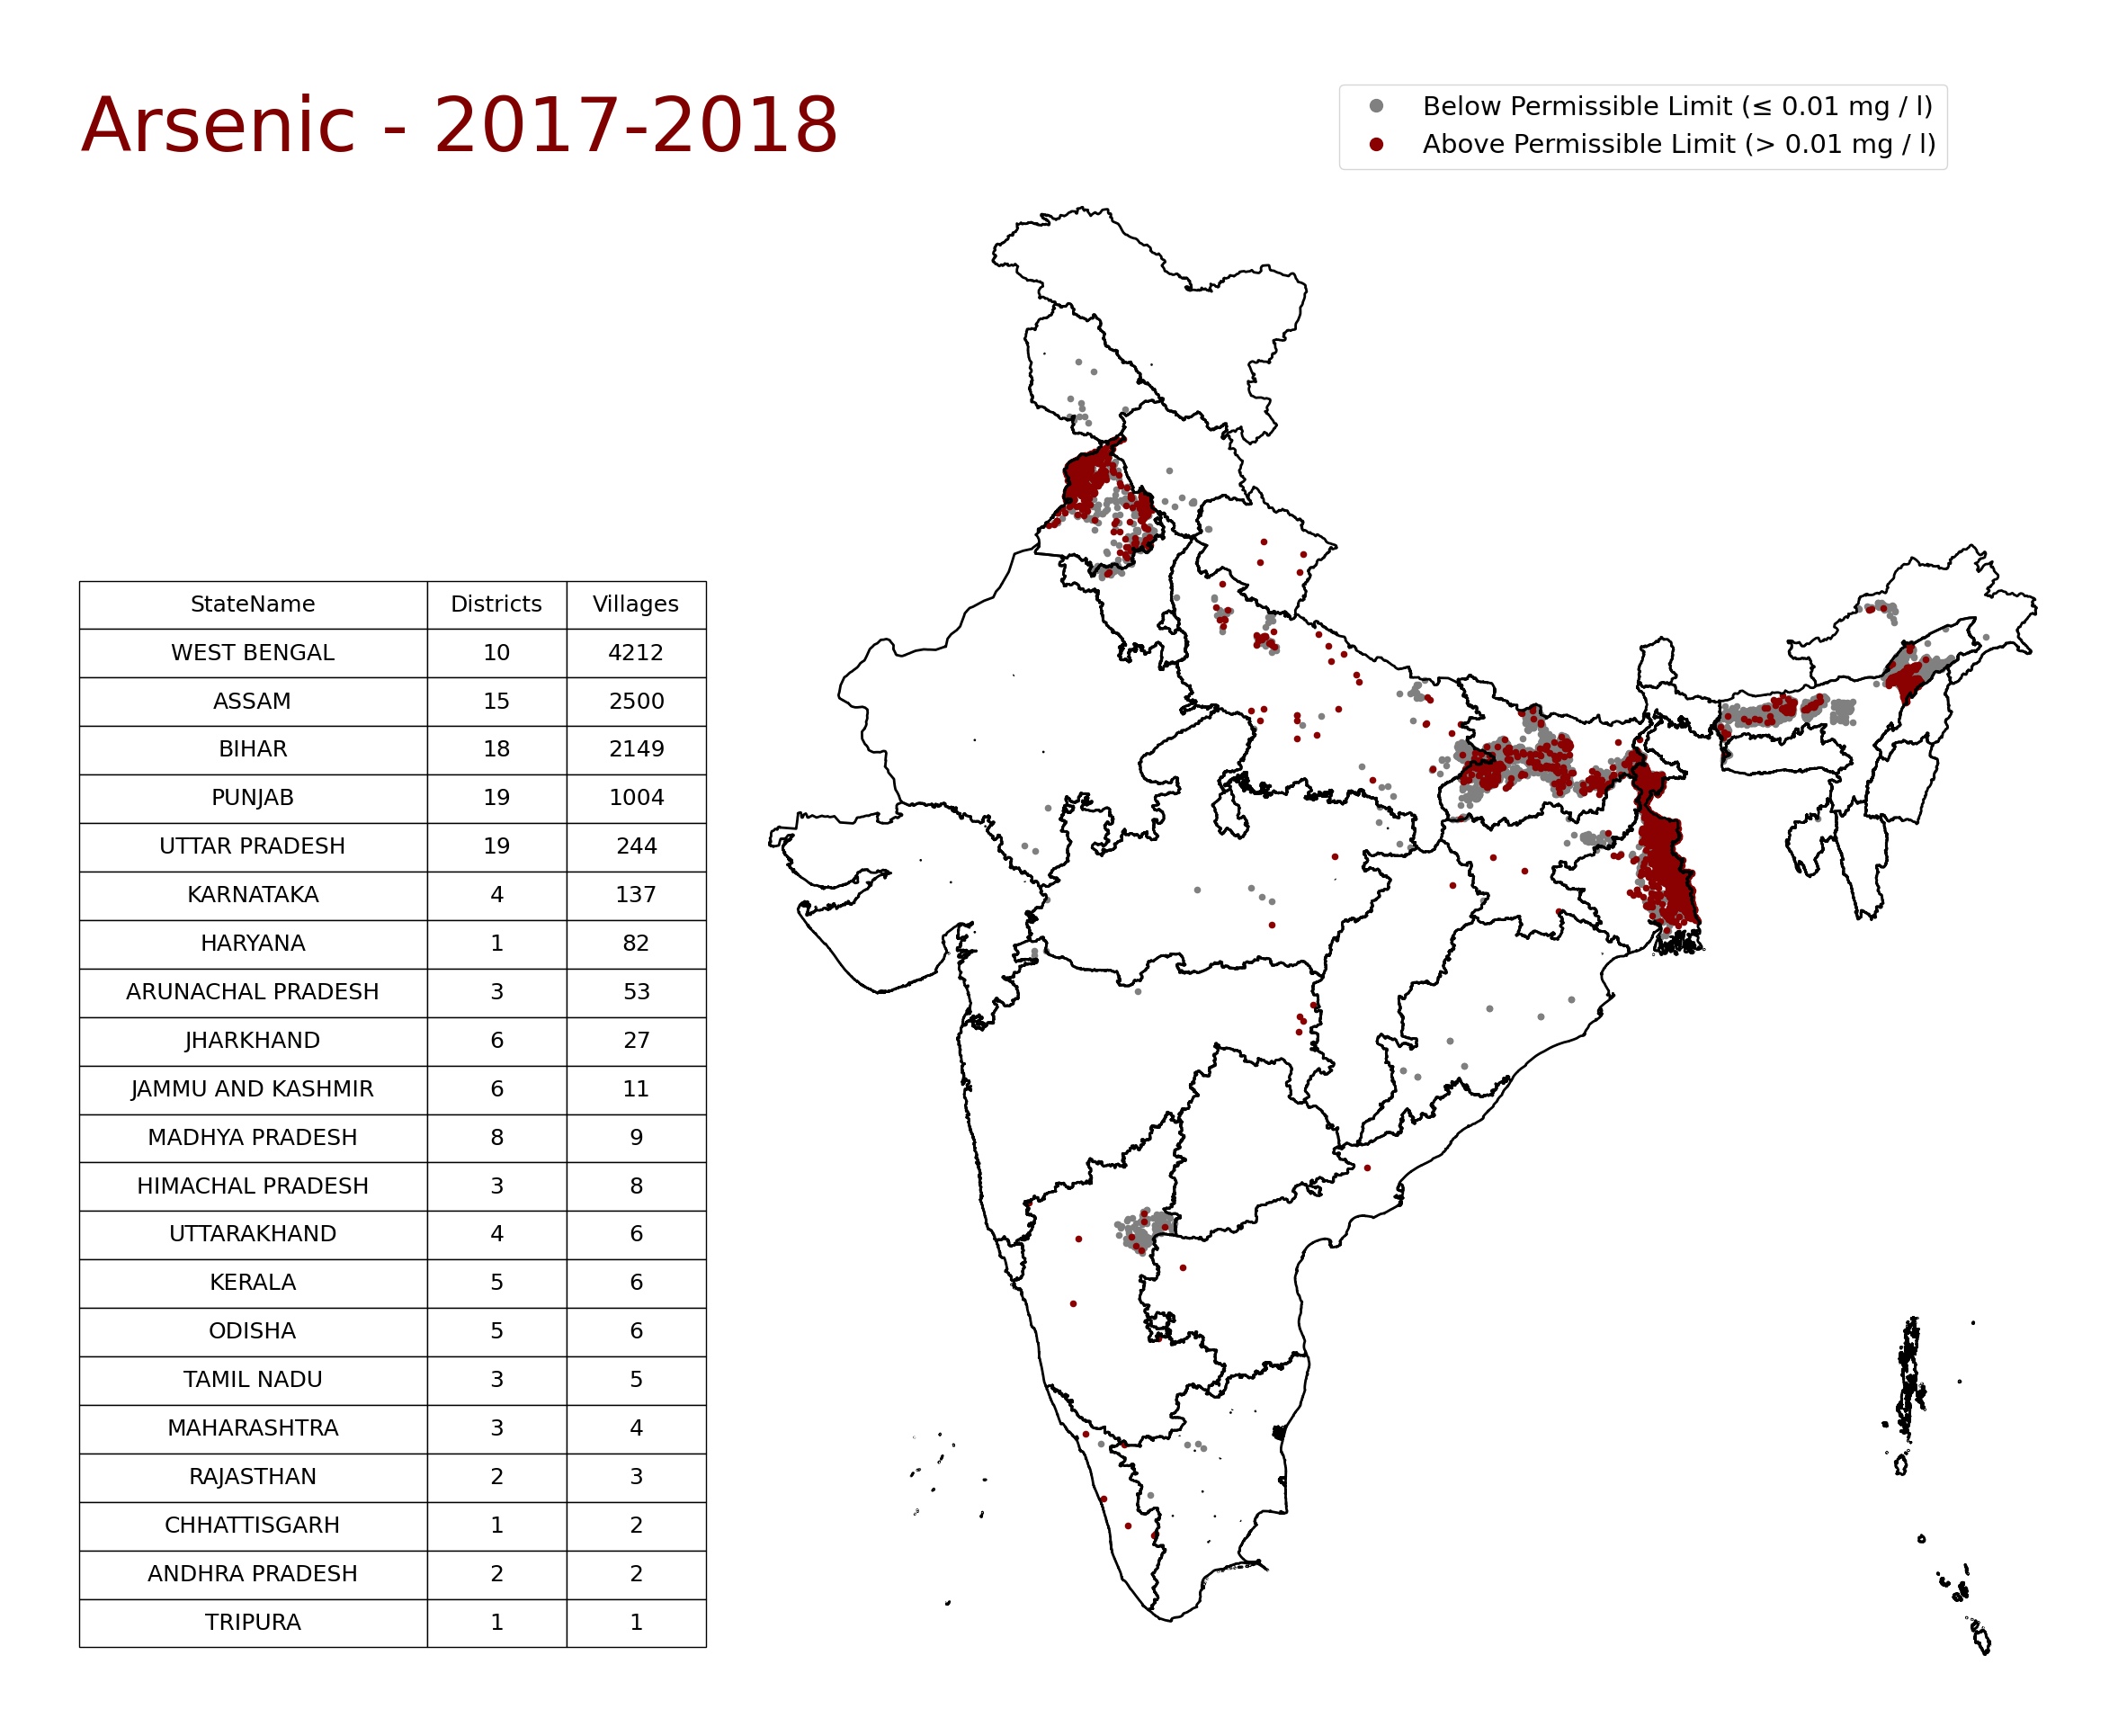 Arsenic - 2017-2018
Below Permissible Limit (≤ 0.01 mg / l)
Above Permissible Limit (> 0.01 mg / l)
StateName Districts Villages
WEST BENGAL 10 4212
ASSAM 15 2500
BIHAR 18 2149
PUNJAB 19 1004
UTTAR PRADESH 19 244
KARNATAKA 4 137
HARYANA 1 82
ARUNACHAL PRADESH 3 53
JHARKHAND 6 27
JAMMU AND KASHMIR 6 11
MADHYA PRADESH 8 9
HIMACHAL PRADESH 3 8
UTTARAKHAND 4 6
KERALA 5 6
ODISHA 5 6
TAMIL NADU 3 5
MAHARASHTRA 3 4
RAJASTHAN 2 3
CHHATTISGARH 1 2
ANDHRA PRADESH 2 2
TRIPURA 1 1